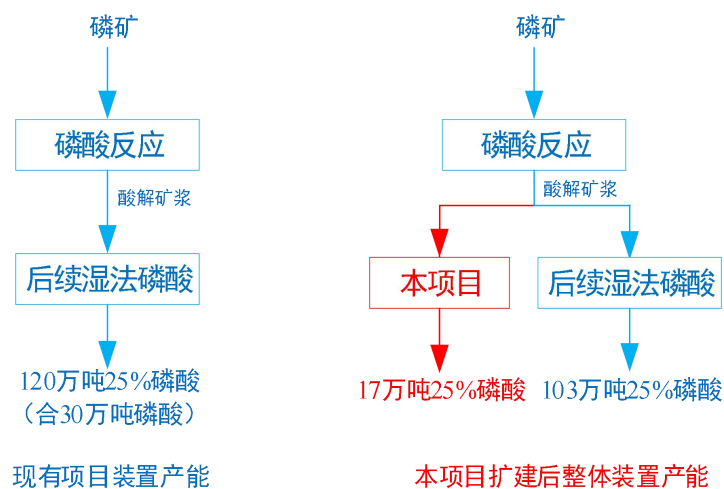 磷矿
磷酸反应
酸解矿浆
后续湿法磷酸
120万吨25%磷酸
（合30万吨磷酸）
现有项目装置产能
磷矿
磷酸反应
酸解矿浆
本项目
后续湿法磷酸
17万吨25%磷酸
103万吨25%磷酸
本项目扩建后整体装置产能